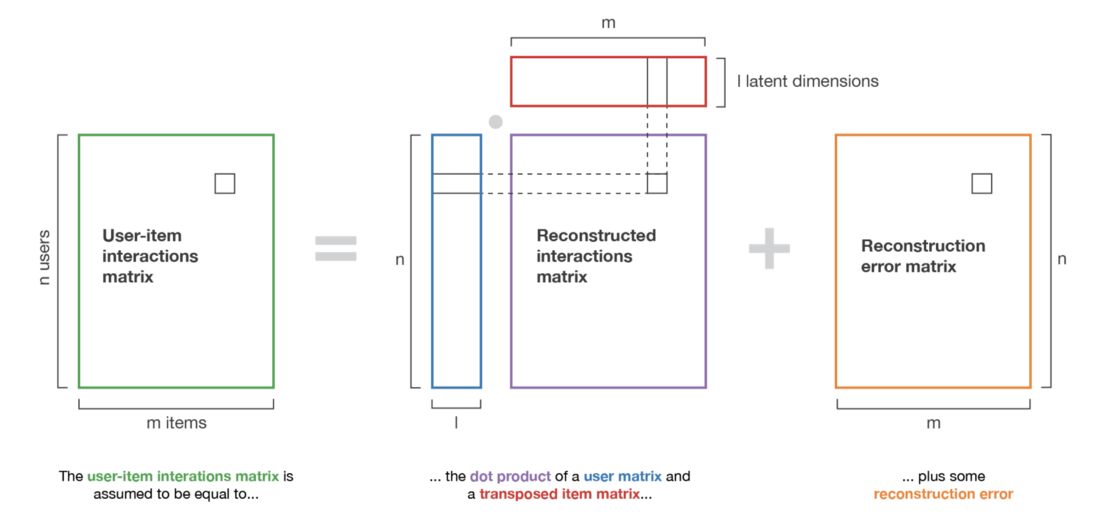 m
l latent dimensions
n users
User-item
interactions
matrix
m items
n
l
Reconstructed
interactions
matrix
Reconstruction
error matrix
n
m
The user-item interations matrix is
assumed to be equal to...
... the dot product of a user matrix and
a transposed item matrix...
... plus some
reconstruction error